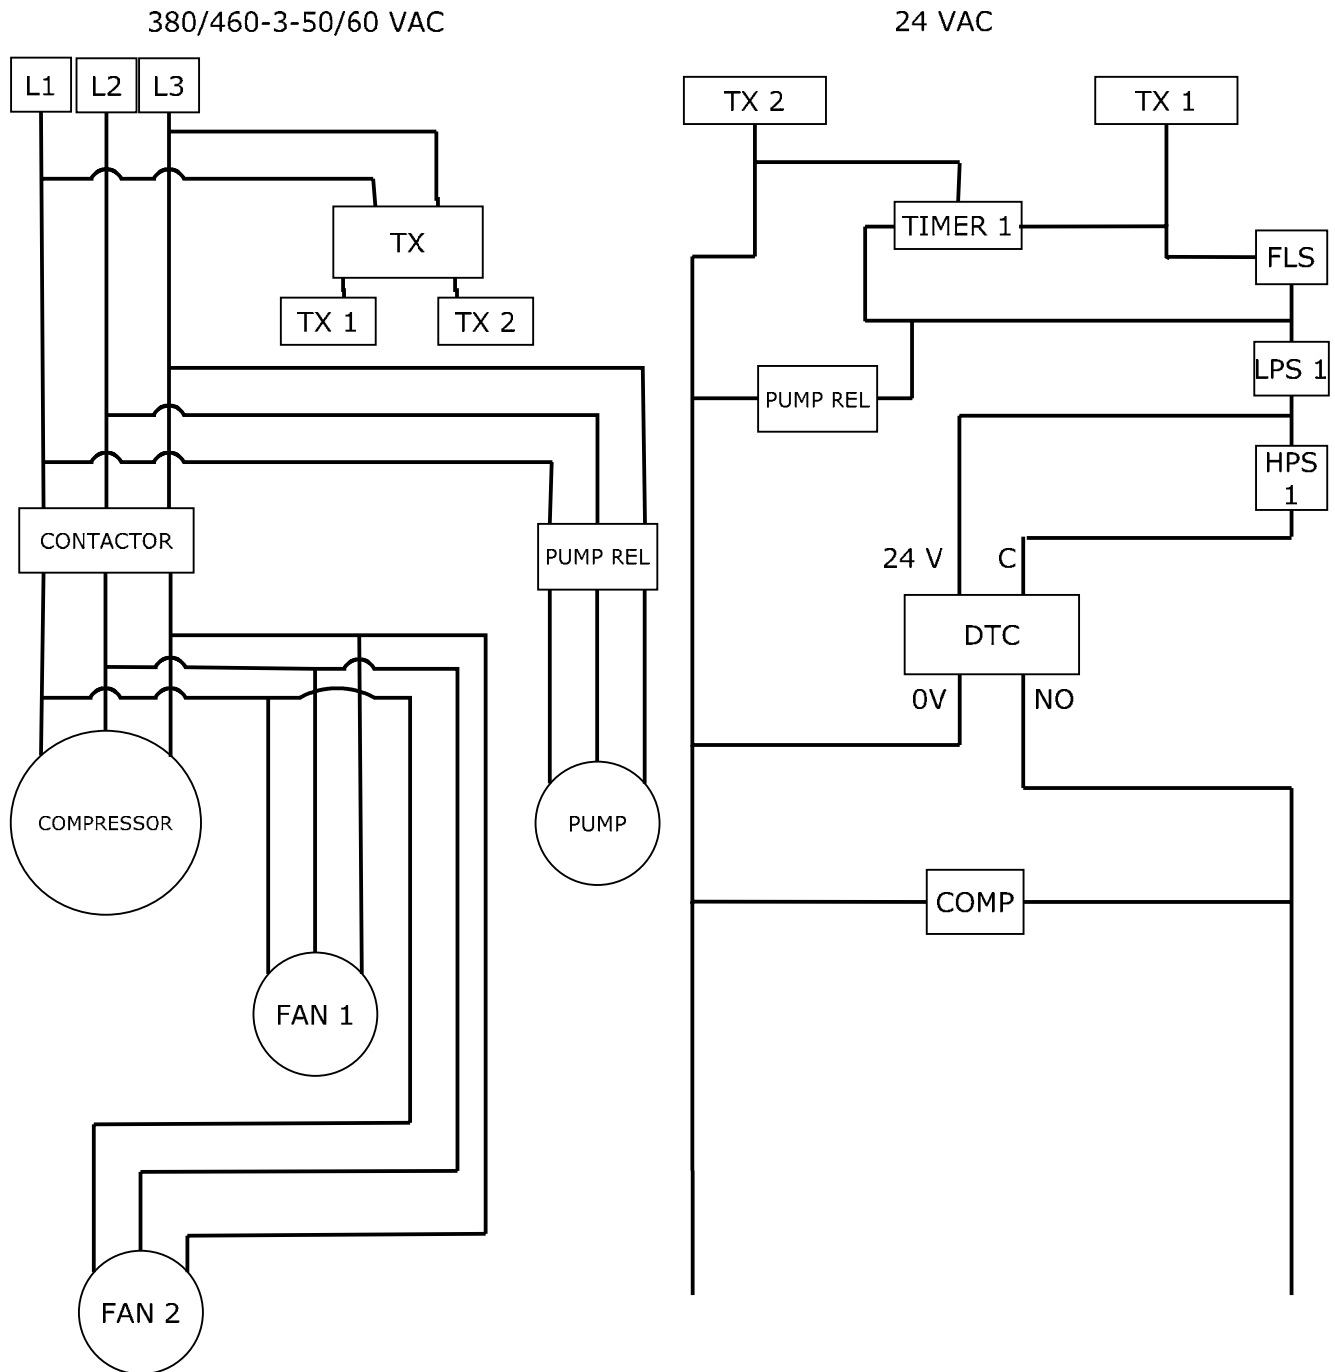 380/460-3-50/60 VAC
L1
L2
L3
TX
TX 1
TX 2
CONTACTOR
PUMP REL
COMPRESSOR
PUMP
FAN 1
FAN 2
24 VAC
TX 2
TX 1
TIMER 1
FLS
LPS 1
PUMP REL
HPS
1
24 V
C
DTC
0V
NO
COMP